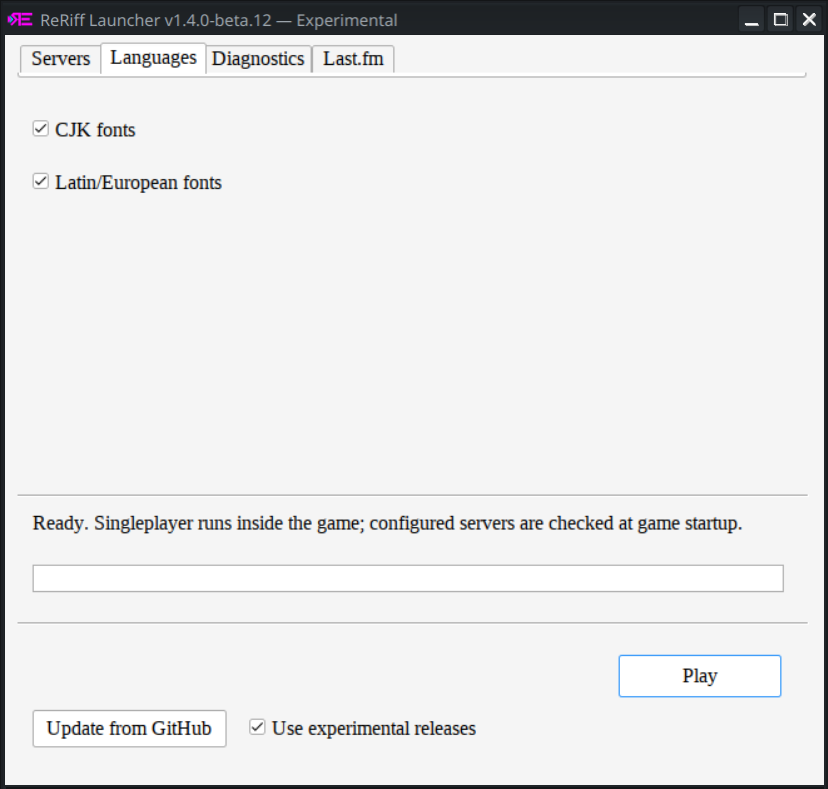 ReRiff Launcher v1.4.0-beta.12 — Experimental
Servers Languages Diagnostics Last.fm
CJK fonts
Latin/European fonts
Ready. Singleplayer runs inside the game; configured servers are checked at game startup.
Play
Update from GitHub Use experimental releases